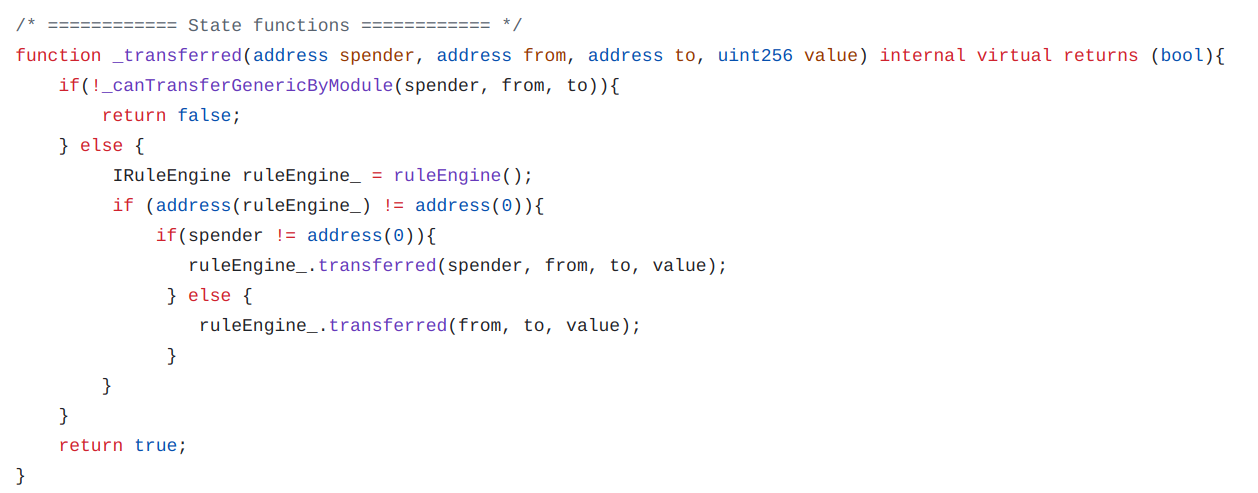 /* ============ State functions ============ */
function _transferred(address spender, address from, address to, uint256 value) internal virtual returns (bool){
    if(!_canTransferGenericByModule(spender, from, to)){
        return false;
    } else {
         IRuleEngine ruleEngine_ = ruleEngine();
         if (address(ruleEngine_) != address(0)){
             if(spender != address(0)){
                ruleEngine_.transferred(spender, from, to, value);
              } else {
                 ruleEngine_.transferred(from, to, value);
              }
        }
    }
    return true;
}